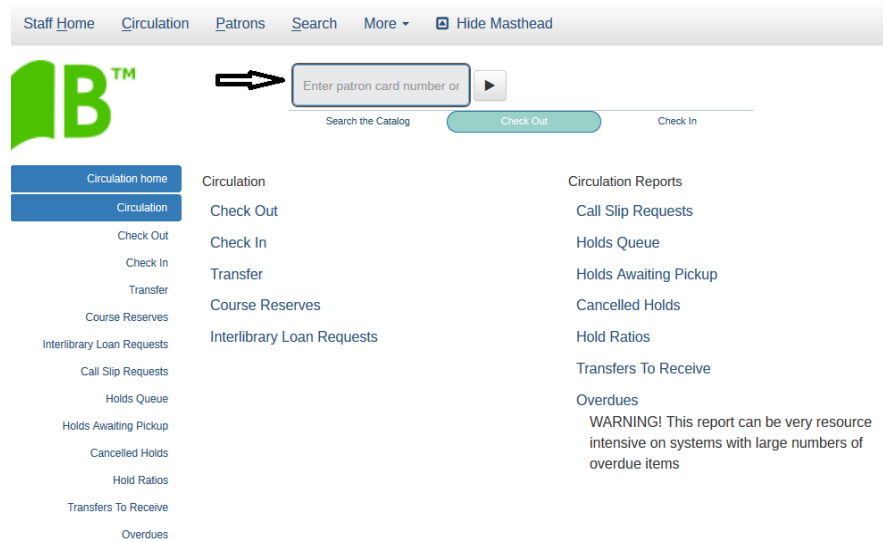 Staff Home Circulation Patrons Search More Hide Masthead
B™
Enter patron card number or
Search the Catalog Check Out Check In
Circulation home
Circulation
Check Out
Check In
Transfer
Course Reserves
Interlibrary Loan Requests
Call Slip Requests
Holds Queue
Holds Awaiting Pickup
Cancelled Holds
Hold Ratios
Transfers To Receive
Overdues
Circulation
Check Out
Check In
Transfer
Course Reserves
Interlibrary Loan Requests
Circulation Reports
Call Slip Requests
Holds Queue
Holds Awaiting Pickup
Cancelled Holds
Hold Ratios
Transfers To Receive
Overdues
WARNING! This report can be very resource
intensive on systems with large numbers of
overdue items